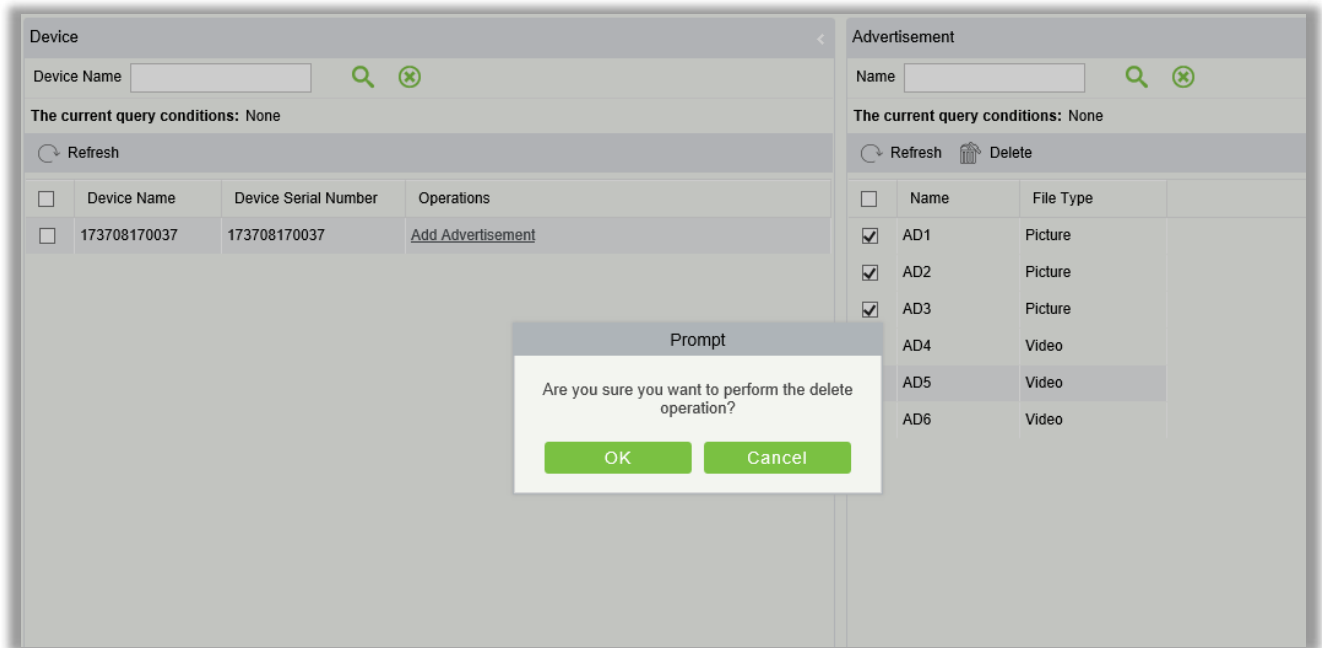 Device
Device Name
The current query conditions: None
Refresh
Device Name Device Serial Number Operations
173708170037 173708170037 Add Advertisement
Advertisement
Name
The current query conditions: None
Refresh Delete
Name File Type
AD1 Picture
AD2 Picture
AD3 Picture
AD4 Video
AD5 Video
AD6 Video
Prompt
Are you sure you want to perform the delete
operation?
OK Cancel